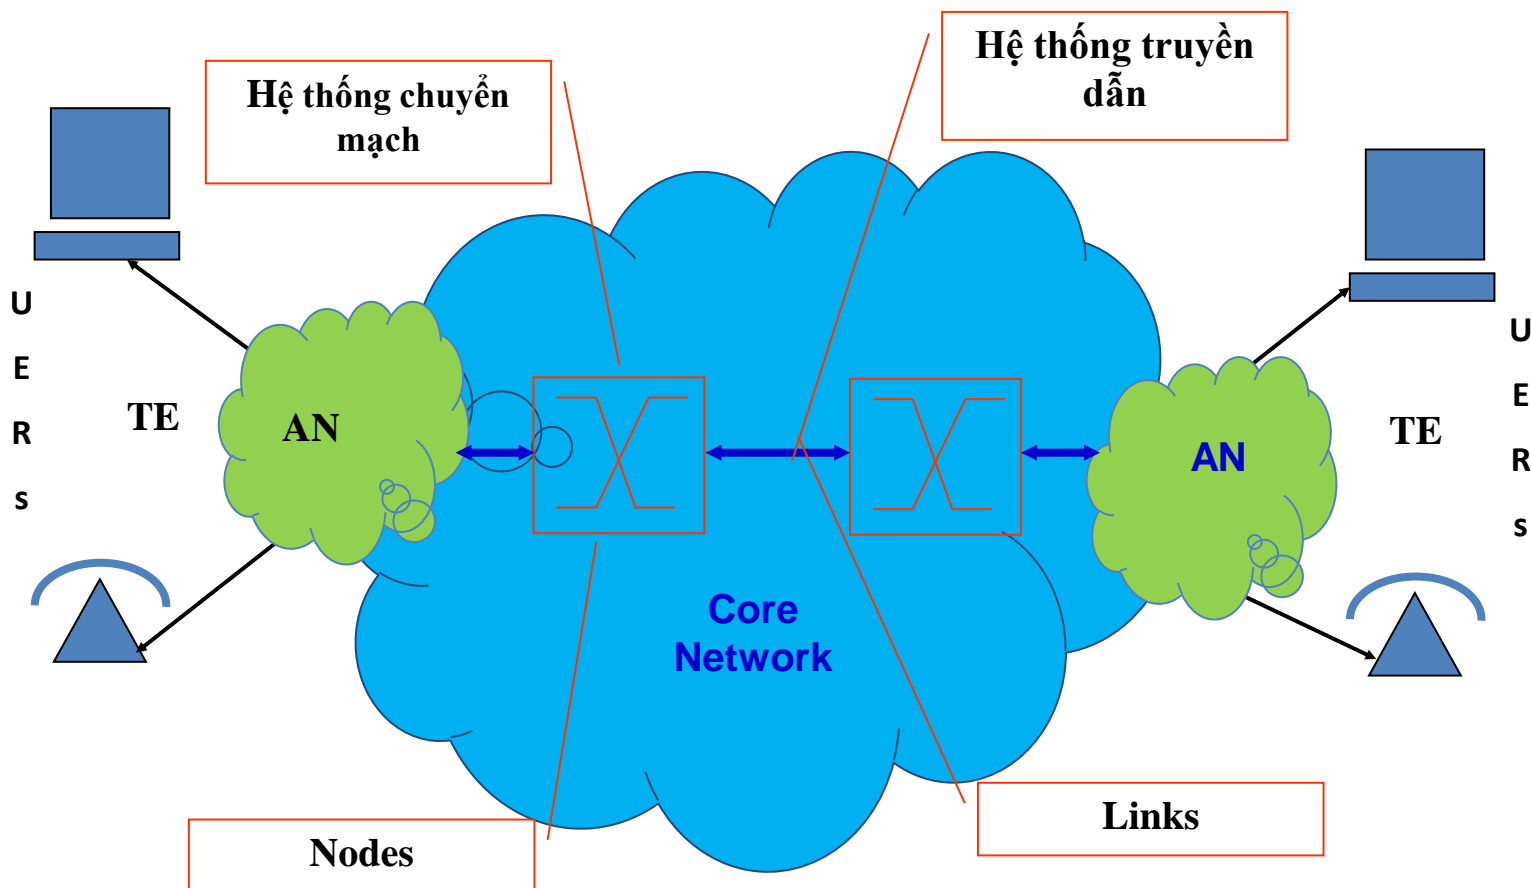 Hệ thống chuyển
mạch
Hệ thống truyền
dẫn
U
E
R
s
TE
AN
AN
TE
U
E
R
s
Core
Network
Nodes
Links